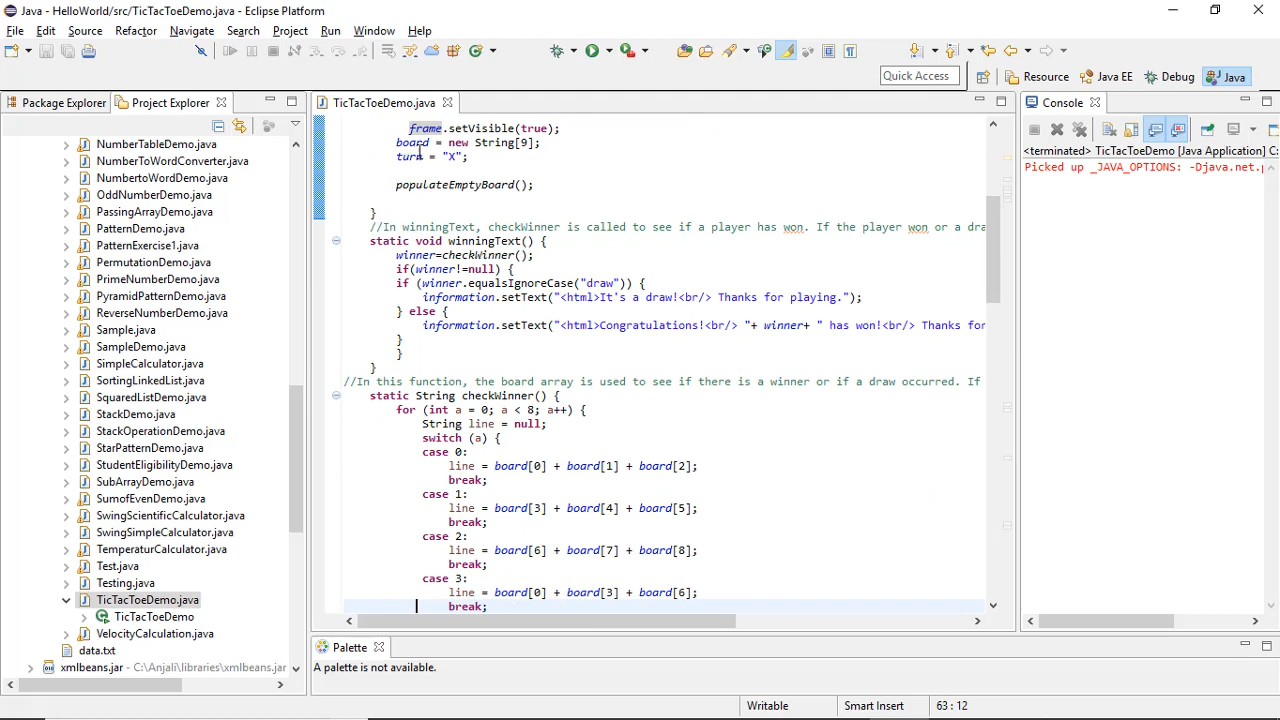 Java - HelloWorld/src/TicTacToeDemo.java - Eclipse Platform
File Edit Source Refactor Navigate Search Project Run Window Help
Quick Access Resource Java EE Debug Java
Package Explorer Project Explorer
NumberTableDemo.java
NumberToWordConverter.java
NumbertoWordDemo.java
OddNumberDemo.java
PassingArrayDemo.java
PatternDemo.java
PatternExercise1.java
PermutationDemo.java
PrimeNumberDemo.java
PyramidPatternDemo.java
ReverseNumberDemo.java
Sample.java
SampleDemo.java
SimpleCalculator.java
SortingLinkedList.java
SquaredListDemo.java
StackDemo.java
StackOperationDemo.java
StarPatternDemo.java
StudentEligibilityDemo.java
SubArrayDemo.java
SumofEvenDemo.java
SwingScientificCalculator.java
SwingSimpleCalculator.java
TemperaturCalculator.java
Test.java
Testing.java
TicTacToeDemo.java
TicTacToeDemo
VelocityCalculation.java
data.txt
xmlbeans.jar - C:\Anjali\libraries\xmlbeans.jar
TicTacToeDemo.java
frame.setVisible(true);
board = new String[9];
turn = "X";
populateEmptyBoard();
}
//In winningText, checkWinner is called to see if a player has won. If the player won or a dra
static void winningText() {
winner=checkWinner();
if(winner!=null) {
if (winner.equalsIgnoreCase("draw")) {
information.setText("<html>It's a draw!<br/> Thanks for playing.");
} else {
information.setText("<html>Congratulations!<br/> "+ winner+ " has won!<br/> Thanks for
}
}
}
//In this function, the board array is used to see if there is a winner or if a draw occurred. If
static String checkWinner() {
for (int a = 0; a < 8; a++) {
String line = null;
switch (a) {
case 0:
line = board[0] + board[1] + board[2];
break;
case 1:
line = board[3] + board[4] + board[5];
break;
case 2:
line = board[6] + board[7] + board[8];
break;
case 3:
line = board[0] + board[3] + board[6];
break;
Console
<terminated> TicTacToeDemo [Java Application] C:
Picked up _JAVA_OPTIONS: -Djava.net.p
Palette
A palette is not available.
Writable Smart Insert 63 : 12